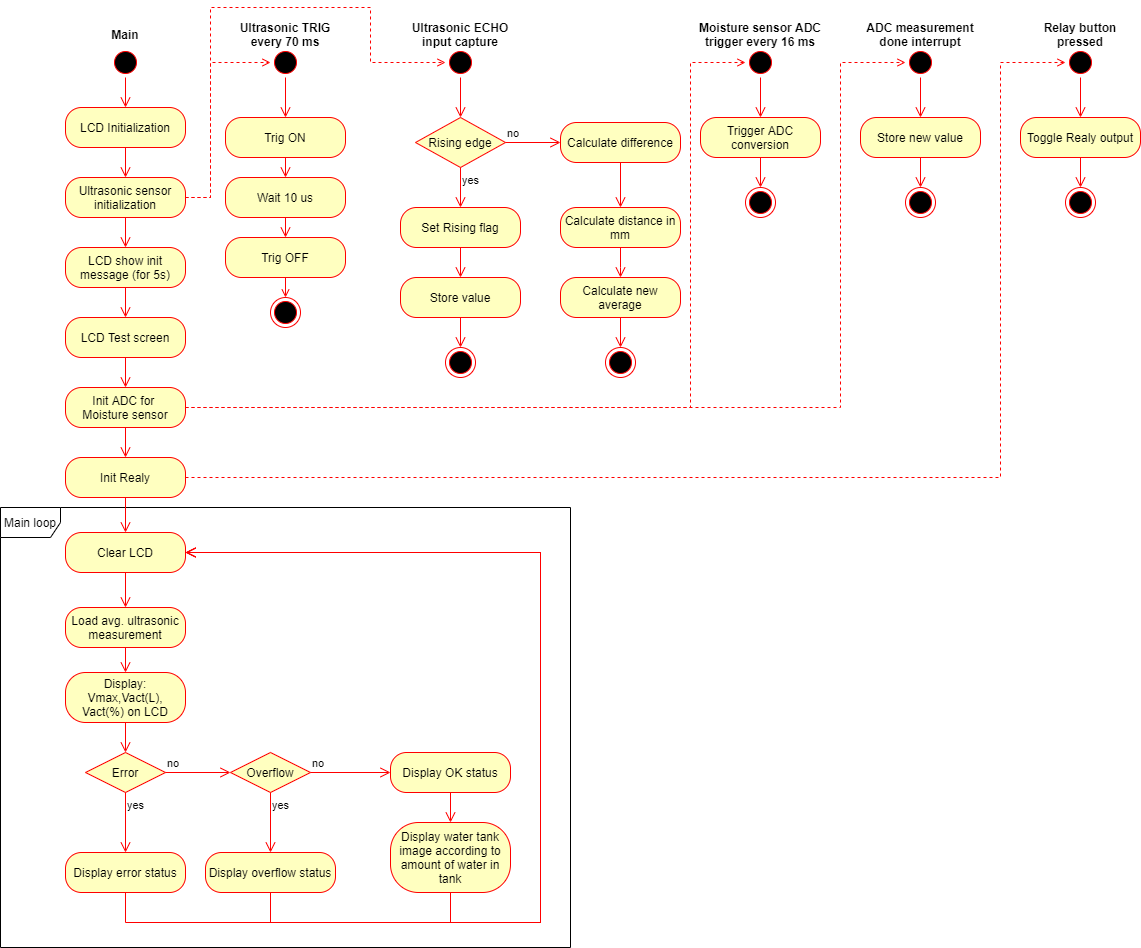 Main
Ultrasonic TRIG
every 70 ms
Ultrasonic ECHO
input capture
Moisture sensor ADC
trigger every 16 ms
ADC measurement
done interrupt
Relay button
pressed
LCD Initialization
Ultrasonic sensor
initialization
LCD show init
message (for 5s)
LCD Test screen
Init ADC for
Moisture sensor
Init Realy
Trig ON
Wait 10 us
Trig OFF
Rising edge
no
yes
Set Rising flag
Store value
Calculate difference
Calculate distance in
mm
Calculate new
average
Trigger ADC
conversion
Store new value
Toggle Realy output
Main loop
Clear LCD
Load avg. ultrasonic
measurement
Display:
Vmax,Vact(L),
Vact(%) on LCD
Error
no
yes
Overflow
no
yes
Display OK status
Display error status
Display overflow status
Display water tank
image according to
amount of water in
tank